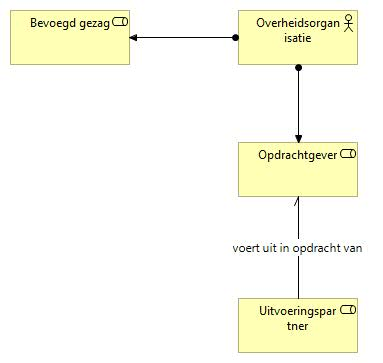 Bevoegd gezag
Overheidsorgan
isatie
Opdrachtgever
voert uit in opdracht van
Uitvoeringspar
tner